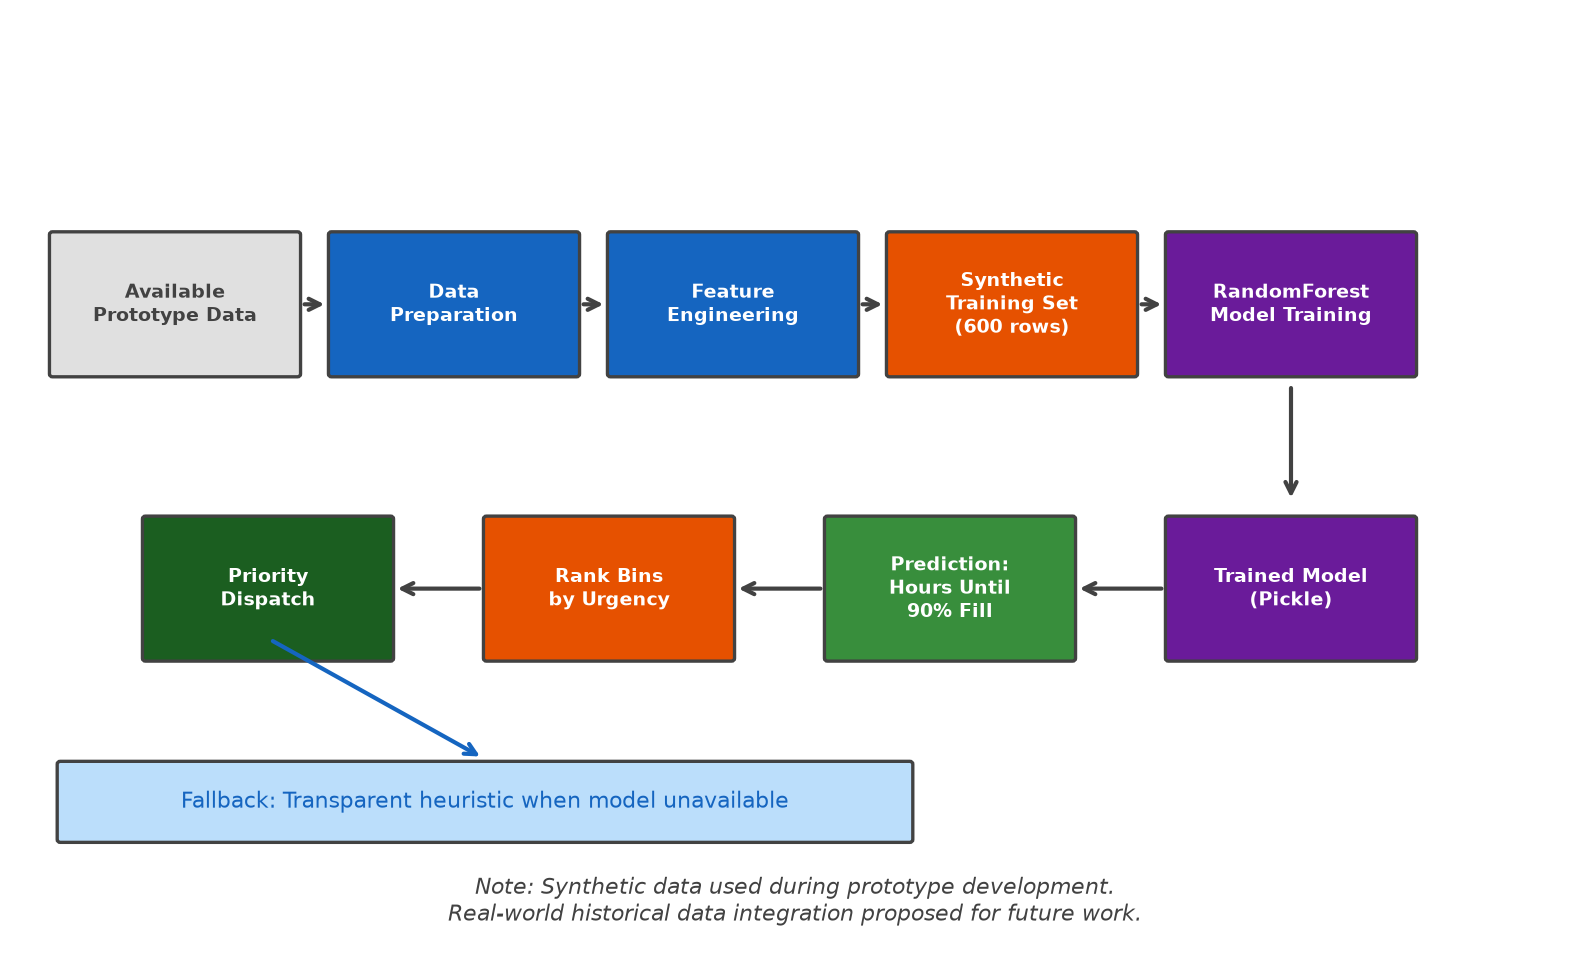 Available
Prototype Data
Data
Preparation
Feature
Engineering
Synthetic
Training Set
(600 rows)
RandomForest
Model Training
Priority
Dispatch
Rank Bins
by Urgency
Prediction:
Hours Until
90% Fill
Trained Model
(Pickle)
Fallback: Transparent heuristic when model unavailable
Note: Synthetic data used during prototype development.
Real-world historical data integration proposed for future work.